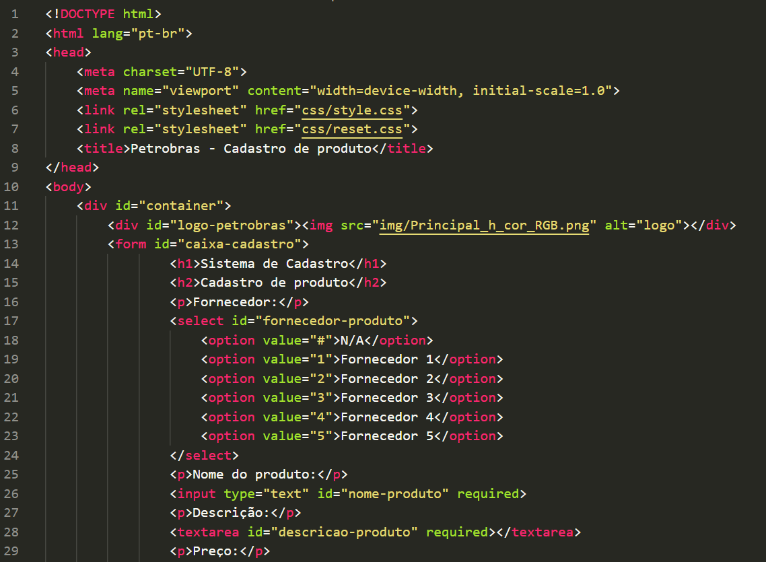 1 <!DOCTYPE html>
2 <html lang="pt-br">
3 <head>
4 <meta charset="UTF-8">
5 <meta name="viewport" content="width=device-width, initial-scale=1.0">
6 <link rel="stylesheet" href="css/style.css">
7 <link rel="stylesheet" href="css/reset.css">
8 <title>Petrobras - Cadastro de produto</title>
9 </head>
10 <body>
11 <div id="container">
12 <div id="logo-petrobras"><img src="img/Principal_h_cor_RGB.png" alt="logo"></div>
13 <form id="caixa-cadastro">
14 <h1>Sistema de Cadastro</h1>
15 <h2>Cadastro de produto</h2>
16 <p>Fornecedor:</p>
17 <select id="fornecedor-produto">
18 <option value="#">N/A</option>
19 <option value="1">Fornecedor 1</option>
20 <option value="2">Fornecedor 2</option>
21 <option value="3">Fornecedor 3</option>
22 <option value="4">Fornecedor 4</option>
23 <option value="5">Fornecedor 5</option>
24 </select>
25 <p>Nome do produto:</p>
26 <input type="text" id="nome-produto" required>
27 <p>Descrição:</p>
28 <textarea id="descricao-produto" required></textarea>
29 <p>Preço:</p>